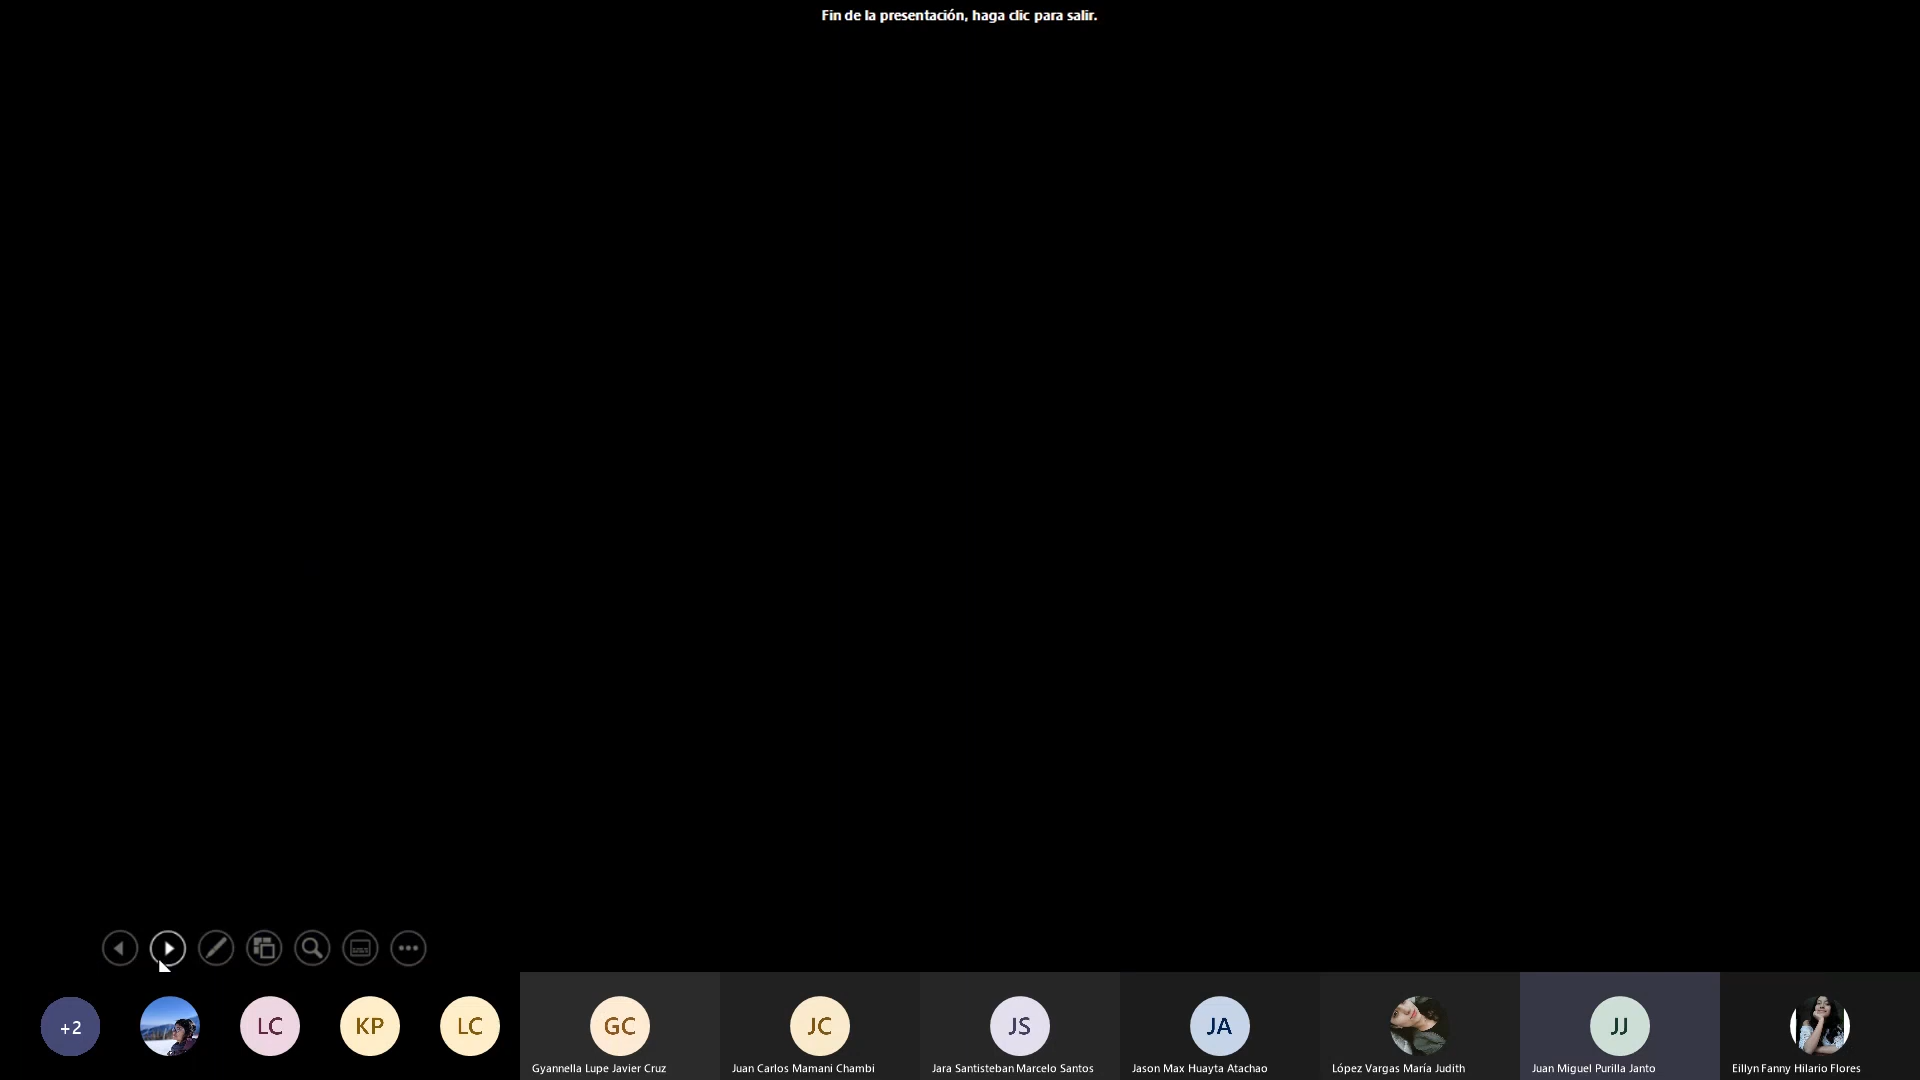 Fin de la presentación, haga clic para salir.
+2
LC
KP
LC
GC
JC
JS
JA
JJ
Gyannella Lupe Javier Cruz
Juan Carlos Mamani Chambi
Jara Santisteban Marcelo Santos
Jason Max Huayta Atachao
López Vargas María Judith
Juan Miguel Purilla Janto
Eillyn Fanny Hilario Flores